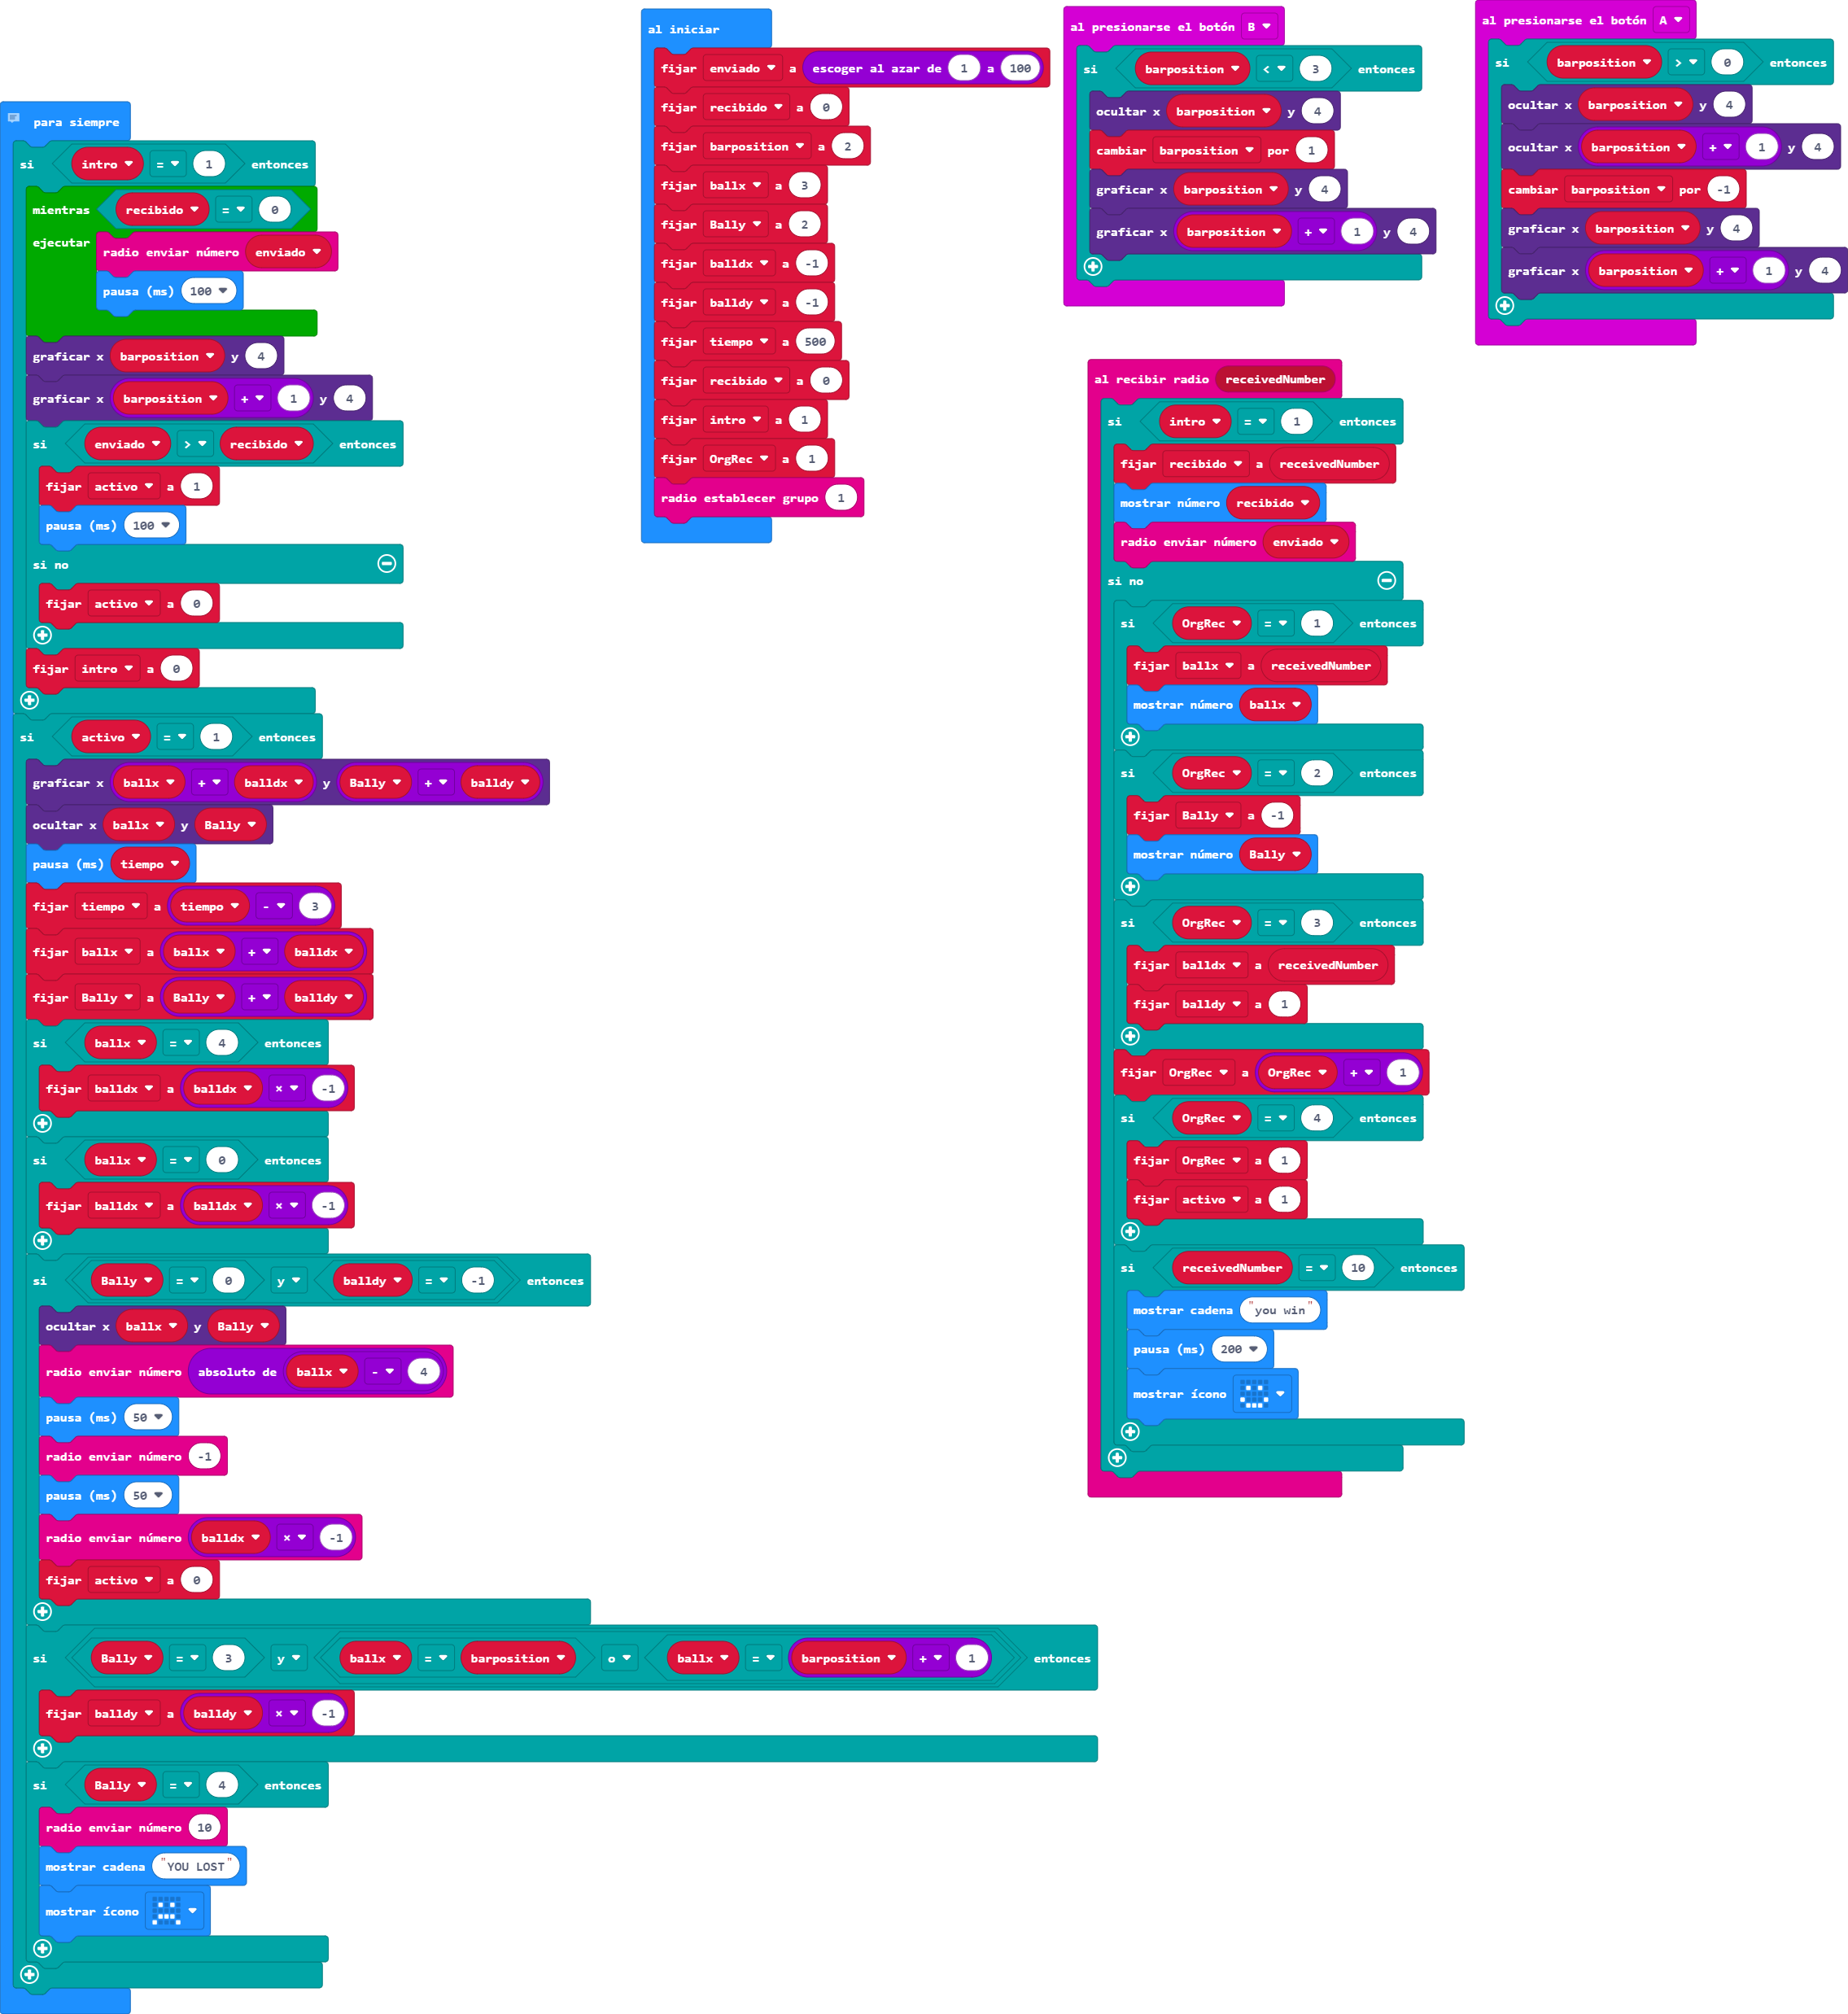 para siempre
si intro = 1 entonces
mientras recibido = 0
ejecutar
radio enviar número enviado
pausa (ms) 100
graficar x barposition y 4
graficar x barposition + 1 y 4
si enviado > recibido entonces
fijar activo a 1
pausa (ms) 100
si no
fijar activo a 0
fijar intro a 0
si activo = 1 entonces
graficar x ballx + balldx y Bally + balldy
ocultar x ballx y Bally
pausa (ms) tiempo
fijar tiempo a tiempo - 3
fijar ballx a ballx + balldx
fijar Bally a Bally + balldy
si ballx = 4 entonces
fijar balldx a balldx × -1
si ballx = 0 entonces
fijar balldx a balldx × -1
si Bally = 0 y balldy = -1 entonces
ocultar x ballx y Bally
radio enviar número absoluto de ballx - 4
pausa (ms) 50
radio enviar número -1
pausa (ms) 50
radio enviar número balldx × -1
fijar activo a 0
si Bally = 3 y ballx = barposition o ballx = barposition + 1 entonces
fijar balldy a balldy × -1
si Bally = 4 entonces
radio enviar número 10
mostrar cadena "YOU LOST"
mostrar ícono
al iniciar
fijar enviado a escoger al azar de 1 a 100
fijar recibido a 0
fijar barposition a 2
fijar ballx a 3
fijar Bally a 2
fijar balldx a -1
fijar balldy a -1
fijar tiempo a 500
fijar recibido a 0
fijar intro a 1
fijar OrgRec a 1
radio establecer grupo 1
al presionarse el botón B
si barposition < 3 entonces
ocultar x barposition y 4
cambiar barposition por 1
graficar x barposition y 4
graficar x barposition + 1 y 4
al presionarse el botón A
si barposition > 0 entonces
ocultar x barposition y 4
ocultar x barposition + 1 y 4
cambiar barposition por -1
graficar x barposition y 4
graficar x barposition + 1 y 4
al recibir radio receivedNumber
si intro = 1 entonces
fijar recibido a receivedNumber
mostrar número recibido
radio enviar número enviado
si no
si OrgRec = 1 entonces
fijar ballx a receivedNumber
mostrar número ballx
si OrgRec = 2 entonces
fijar Bally a -1
mostrar número Bally
si OrgRec = 3 entonces
fijar balldx a receivedNumber
fijar balldy a 1
fijar OrgRec a OrgRec + 1
si OrgRec = 4 entonces
fijar OrgRec a 1
fijar activo a 1
si receivedNumber = 10 entonces
mostrar cadena "you win"
pausa (ms) 200
mostrar ícono